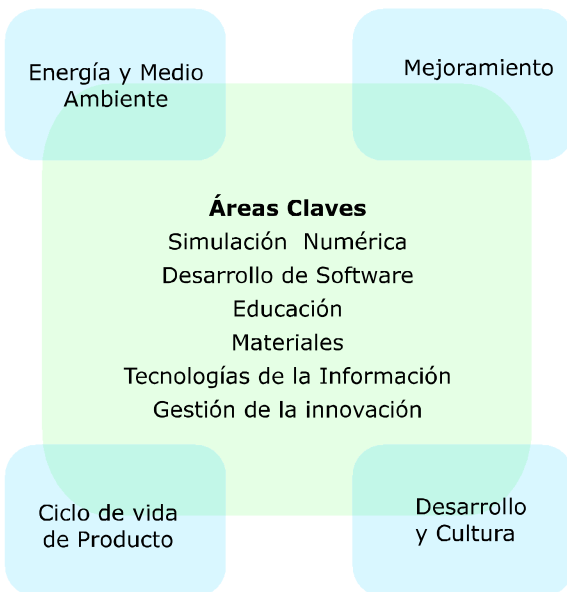 Energía y Medio
Ambiente
Mejoramiento
Áreas Claves
Simulación  Numérica
Desarrollo de Software
Educación
Materiales
Tecnologías de la Información
Gestión de la innovación
Ciclo de vida
de Producto
Desarrollo
y Cultura